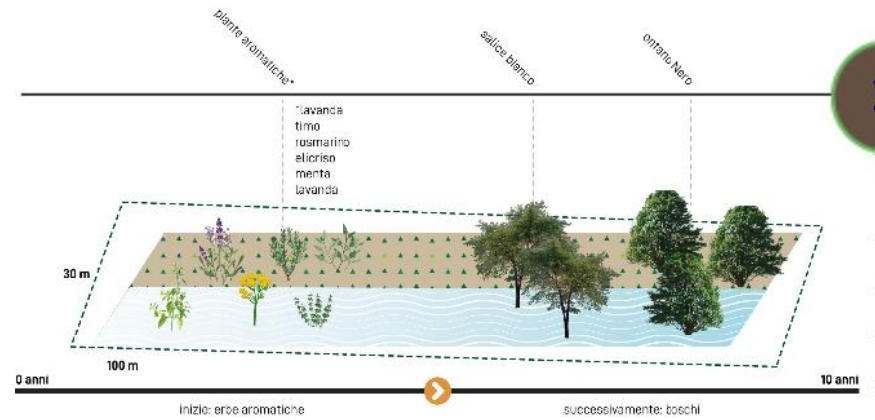 plante aromatiche*
salice bianco
ontano Nero
*lavanda
timo
rosmarino
elicriso
menta
lavanda
30 m
100 m
0 anni
10 anni
inizio: erbe aromatiche
successivamente: boschi